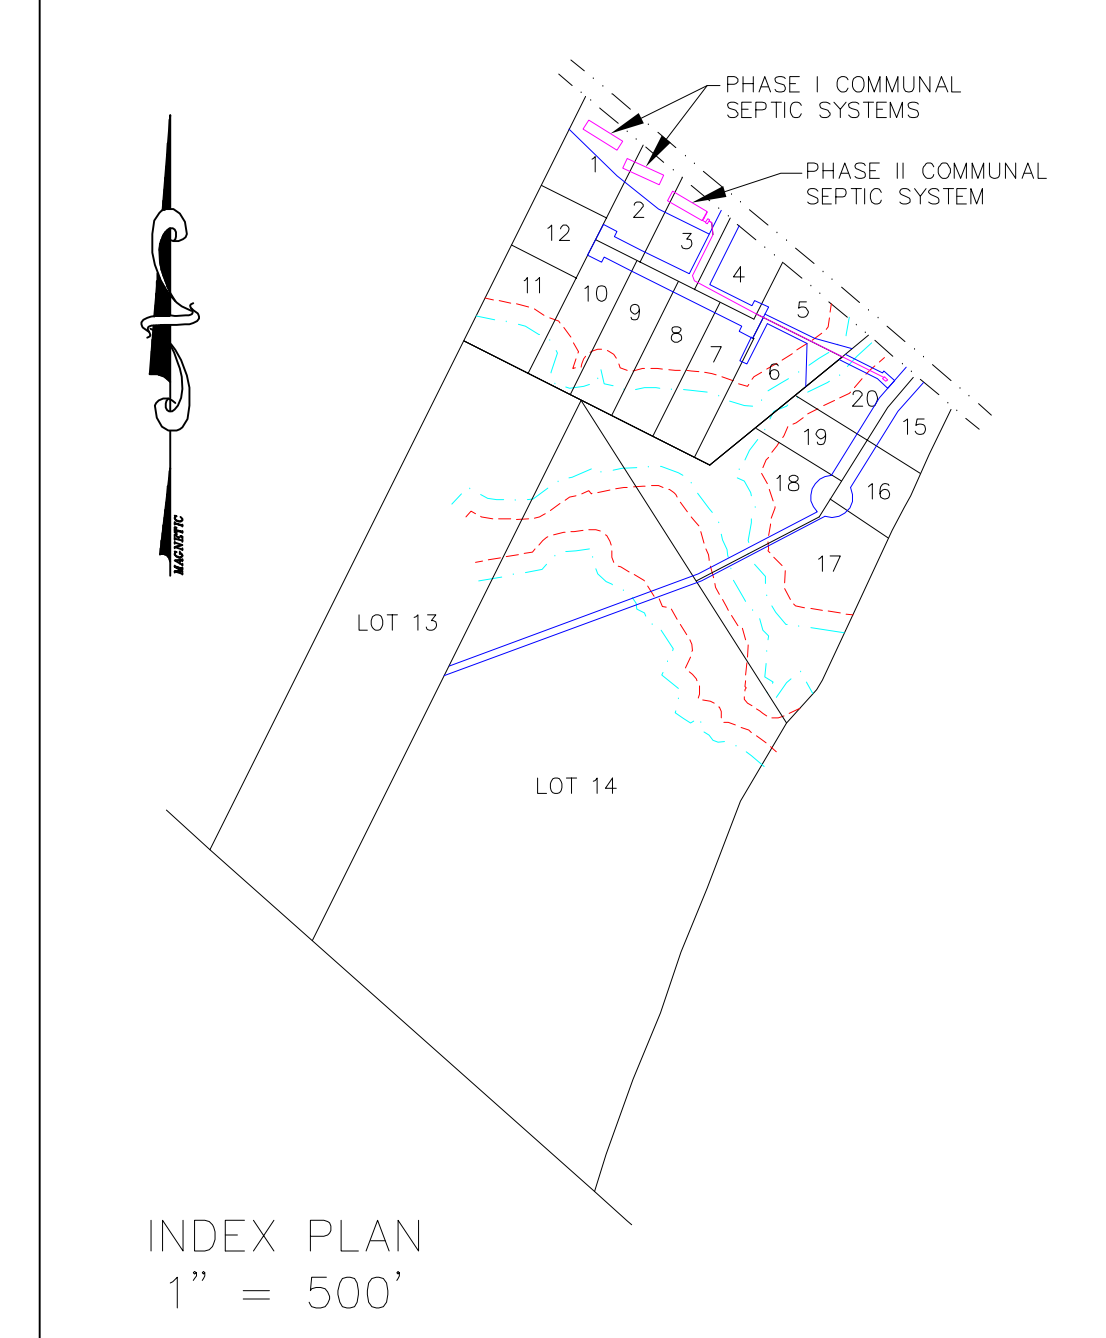 PHASE I COMMUNAL
SEPTIC SYSTEMS
PHASE II COMMUNAL
SEPTIC SYSTEM
1
2
3
4
5
12
11
10
9
8
7
6
20
15
19
18
16
17
MAGNETIC
LOT 13
LOT 14
INDEX PLAN
1" = 500'